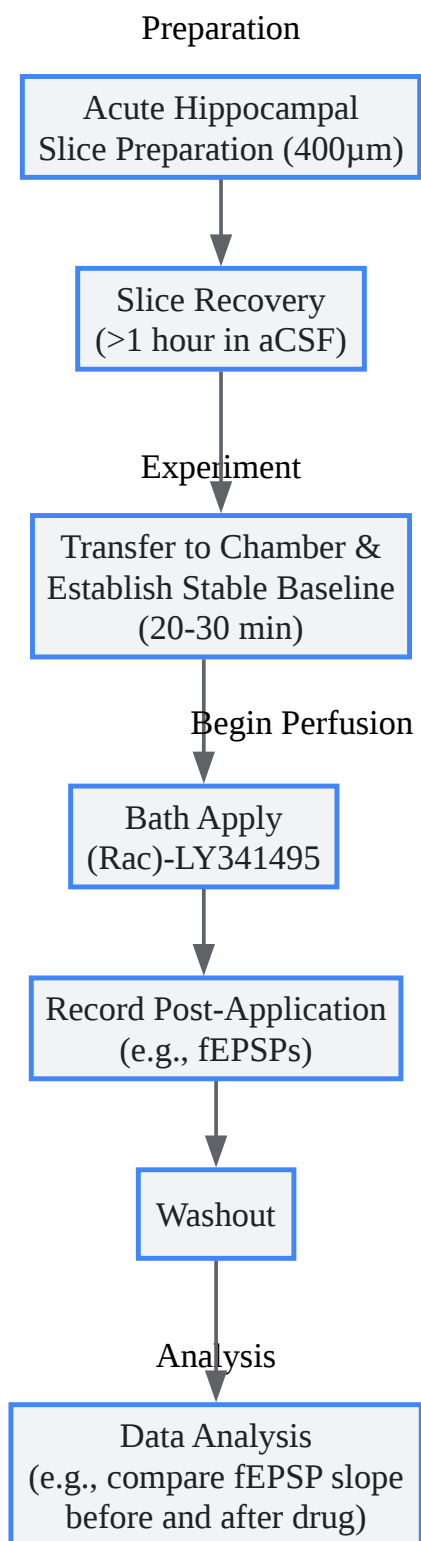 Preparation
Acute Hippocampal
Slice Preparation (400µm)
Slice Recovery
(>1 hour in aCSF)
Experiment
Transfer to Chamber &
Establish Stable Baseline
(20-30 min)
Begin Perfusion
Bath Apply
(Rac)-LY341495
Record Post-Application
(e.g., fEPSPs)
Washout
Analysis
Data Analysis
(e.g., compare fEPSP slope
before and after drug)